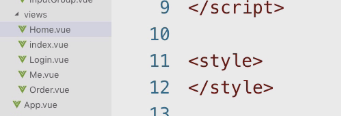 InputGroup.vue
views
Home.vue
index.vue
Login.vue
Me.vue
Order.vue
App.vue
9 </script>
10
11 <style>
12 </style>
13